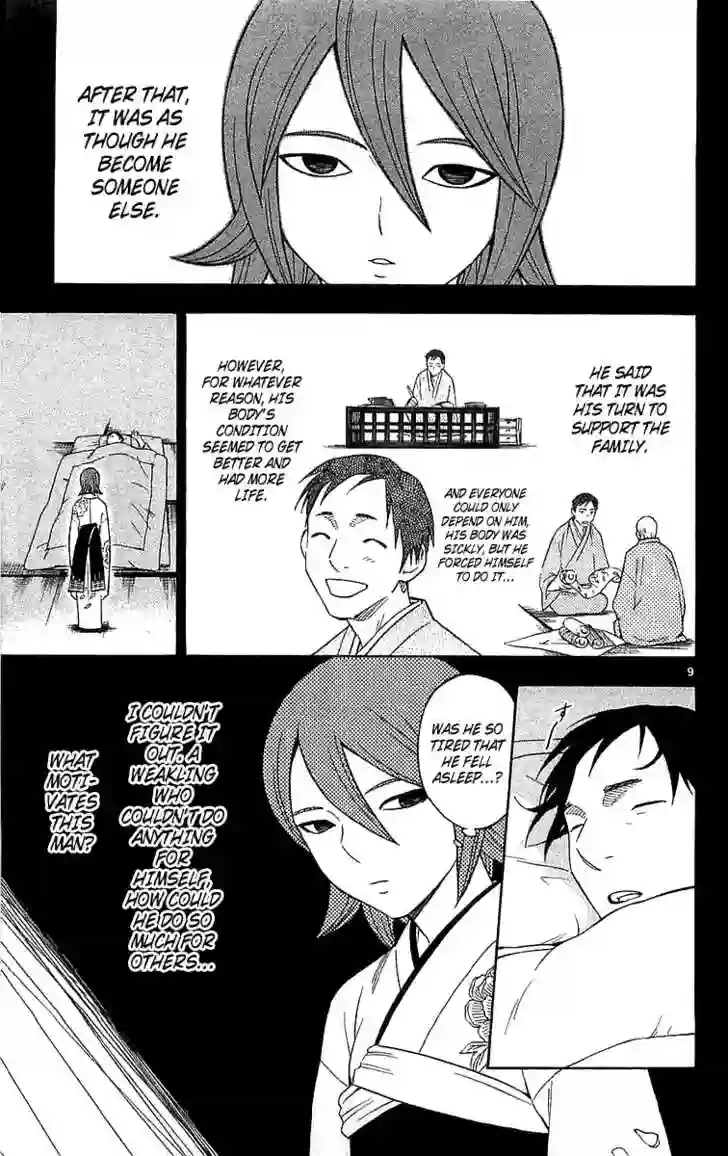 AFTER THAT,
IT WAS AS
THOUGH HE
BECOME
SOMEONE
ELSE.
HE SAID
THAT IT WAS
HIS TURN TO
SUPPORT THE
FAMILY.
AND EVERYONE
COULD ONLY
DEPEND ON HIM,
HIS BODY WAS
SICKLY, BUT HE
FORCED HIMSELF
TO DO IT...
HOWEVER,
FOR WHATEVER
REASON, HIS
BODY'S
CONDITION
SEEMED TO GET
BETTER AND
HAD MORE
LIFE.
9
す
WAS HE SO
TIRED THAT
HE FELL
ASLEEP...?
I COULDN'T
FIGURE IT
OUT. A
WEAKLING
WHO
COULDN'T DO
ANYTHING
FOR
HIMSELF,
HOW COULD
HE DO SO
MUCH FOR
OTHERS...
WHAT
MOTI-
VATES
THIS
MAN?